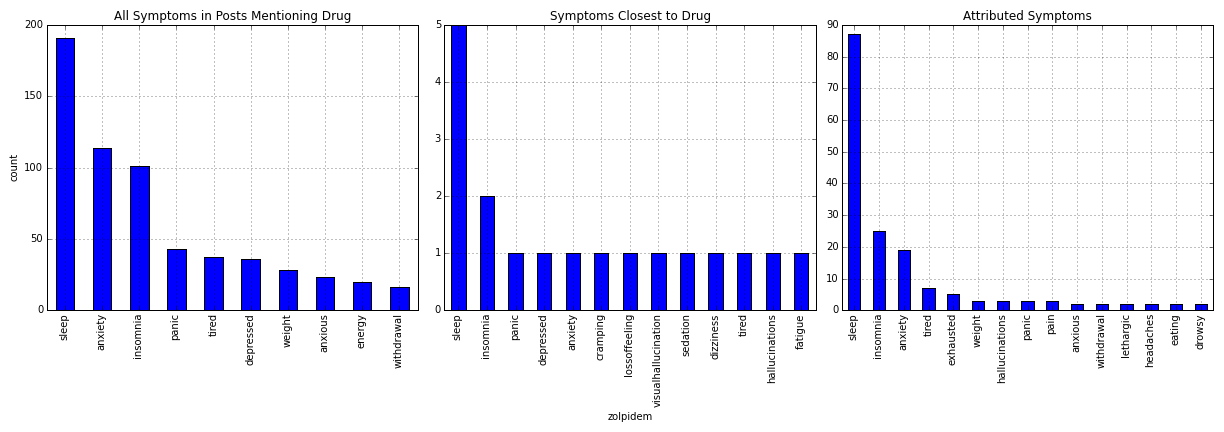 All Symptoms in Posts Mentioning Drug
200
150
100
50
0
count
sleep
anxiety
insomnia
panic
tired
depressed
weight
anxious
energy
withdrawal
Symptoms Closest to Drug
5
4
3
2
1
0
sleep
insomnia
panic
depressed
anxiety
cramping
lossoffeeling
visualhallucination
sedation
dizziness
tired
hallucinations
fatigue
zolpidem
Attributed Symptoms
90
80
70
60
50
40
30
20
10
0
sleep
insomnia
anxiety
tired
exhausted
weight
hallucinations
panic
pain
anxious
withdrawal
lethargic
headaches
eating
drowsy